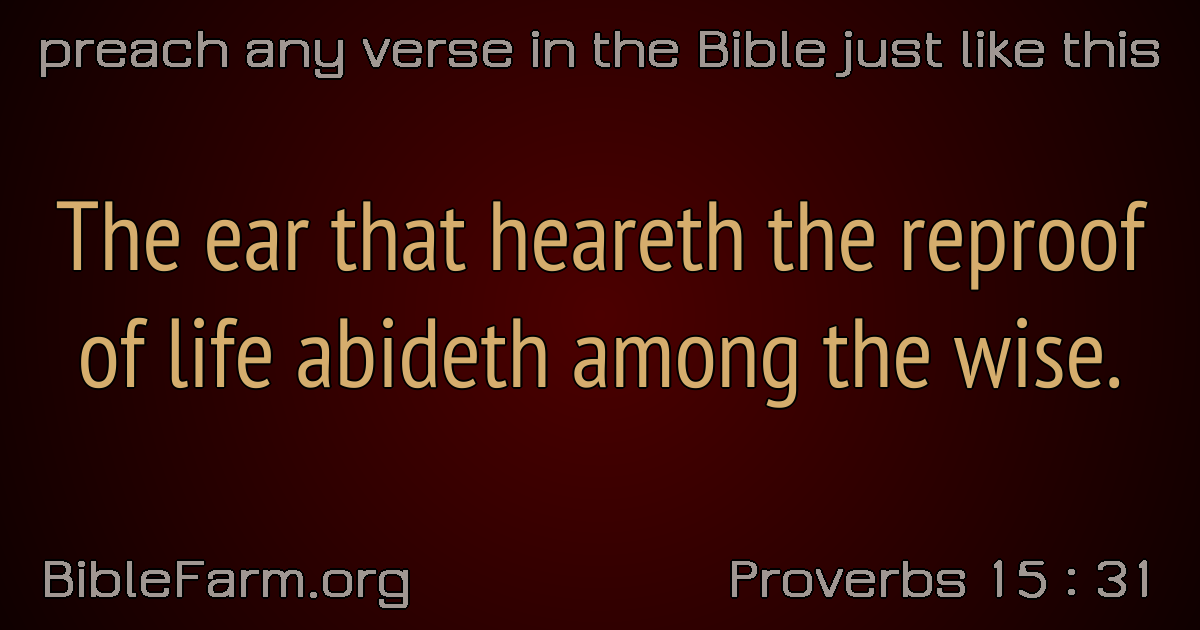 preach any verse in the Bible just like this
The ear that heareth the reproof
of life abideth among the wise.
BibleFarm.org
Proverbs 15 : 31